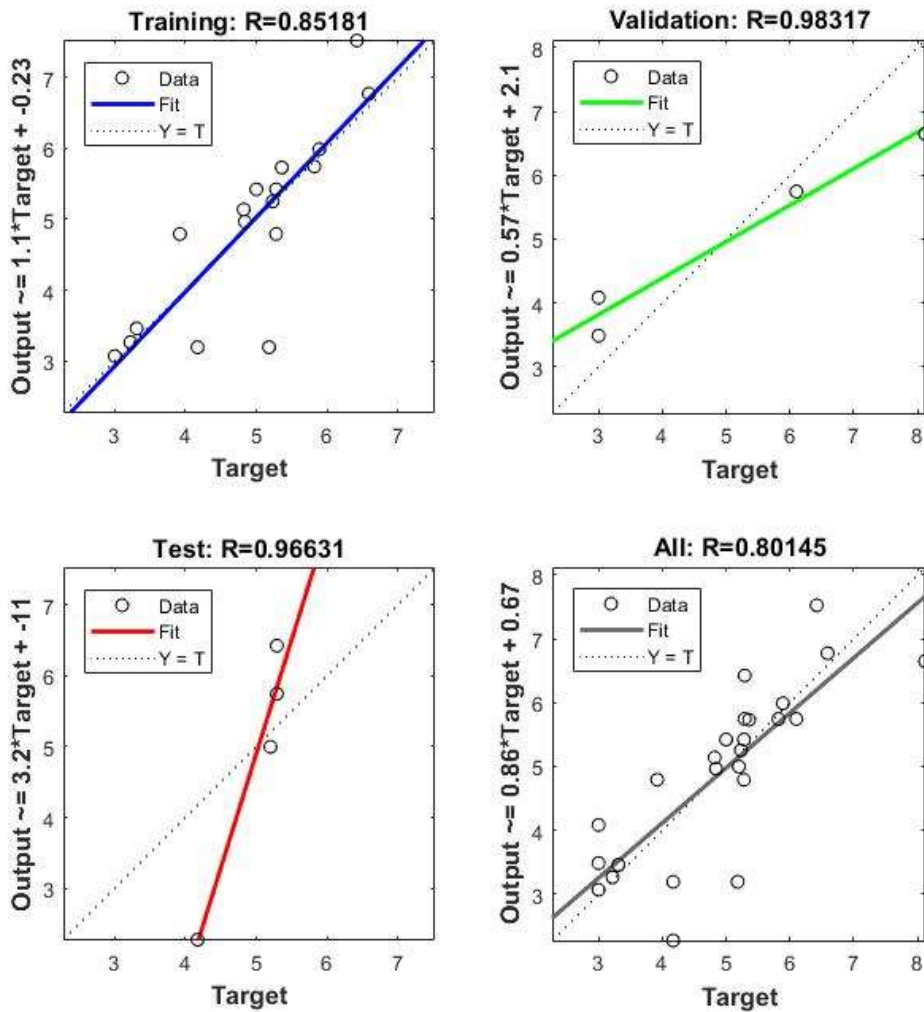 Training: R=0.85181
Output ~= 1.1*Target + -0.23
7
6
5
4
3
Data
Fit
Y = T
3 4 5 6 7
Target
Validation: R=0.98317
Output ~= 0.57*Target + 2.1
8
7
6
5
4
3
Data
Fit
Y = T
3 4 5 6 7 8
Target
Test: R=0.96631
Output ~= 3.2*Target + -11
7
6
5
4
3
Data
Fit
Y = T
3 4 5 6 7
Target
All: R=0.80145
Output ~= 0.86*Target + 0.67
8
7
6
5
4
3
Data
Fit
Y = T
3 4 5 6 7 8
Target